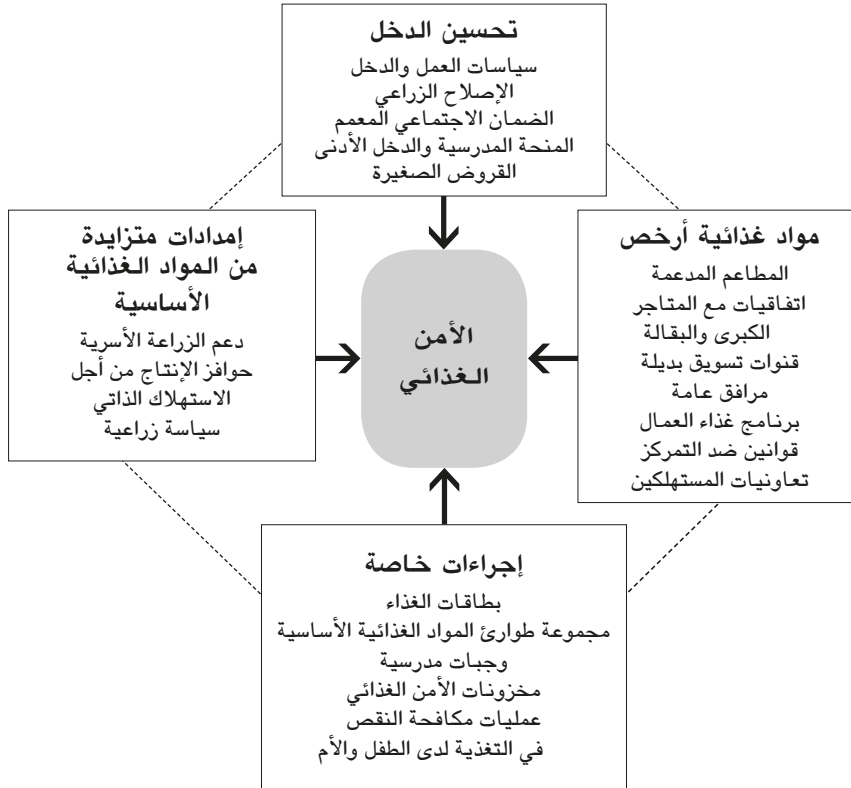 تحسين الدخل
سياسات العمل والدخل
الإصلاح الزراعي
الضمان الاجتماعي المعمم
المنحة المدرسية والدخل الأدنى
القروض الصغيرة
مواد غذائية أرخص
المطاعم المدعمة
اتفاقيات مع المتاجر
الكبرى والبقالة
قنوات تسويق بديلة
مرافق عامة
برنامج غذاء العمال
قوانين ضد التمركز
تعاونيات المستهلكين
الأمن
الغذائي
إمدادات متزايدة
من المواد الغذائية
الأساسية
دعم الزراعة الأسرية
حوافز الإنتاج من أجل
الاستهلاك الذاتي
سياسة زراعية
إجراءات خاصة
بطاقات الغذاء
مجموعة طوارئ المواد الغذائية الأساسية
وجبات مدرسية
مخزونات الأمن الغذائي
عمليات مكافحة النقص
في التغذية لدى الطفل والأم